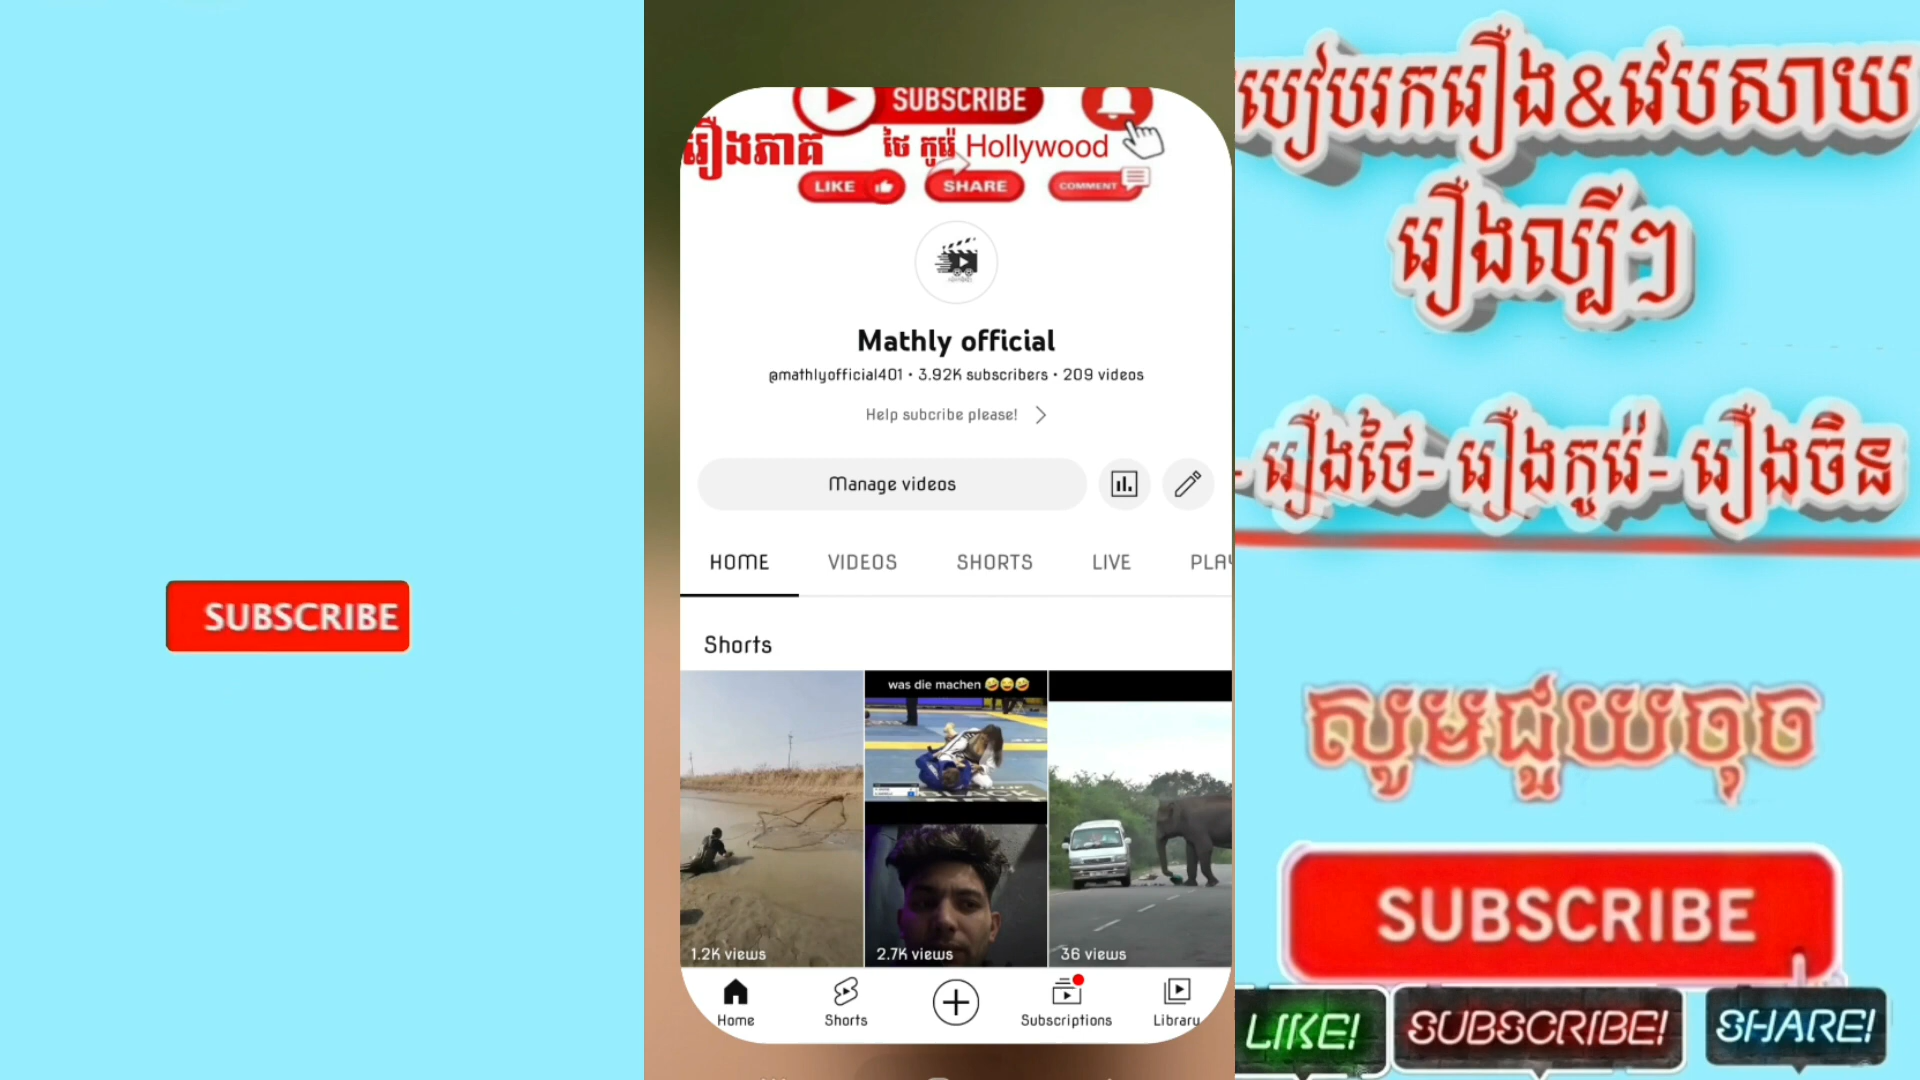 SUBSCRIBE
SUBSCRIBE
រឿងភាគ ថៃ កូរ៉េ Hollywood
LIKE SHARE COMMENT
Mathly official
@mathlyofficial401 • 3.92K subscribers • 209 videos
Help subcribe please!
Manage videos
HOME VIDEOS SHORTS LIVE
Shorts
was die machen 🤣😂🤣
1.2K views 2.7K views 36 views
Home Shorts Subscriptions Library
របៀបរករឿង&វេបសាយ
រឿងល្បីៗ
- រឿងថៃ- រឿងកូរ៉េ- រឿងចិន
សូមជួយចុច
SUBSCRIBE
LIKE! SUBSCRIBE! SHARE!